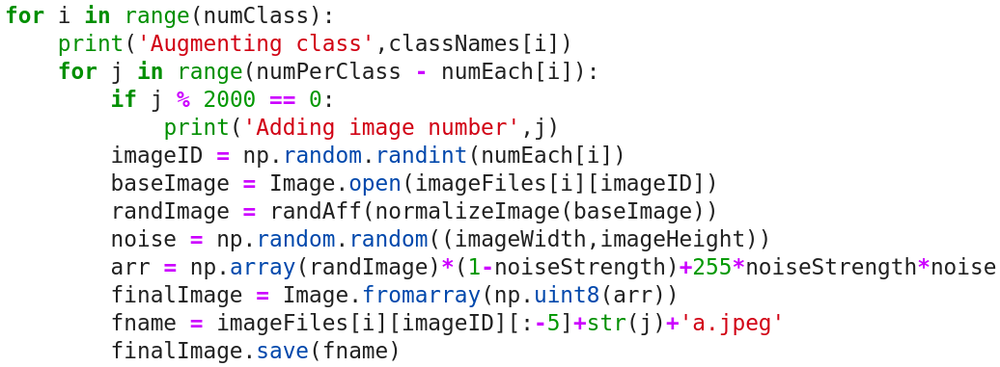 for i in range(numClass):
    print('Augmenting class',classNames[i])
    for j in range(numPerClass - numEach[i]):
        if j % 2000 == 0:
            print('Adding image number',j)
        imageID = np.random.randint(numEach[i])
        baseImage = Image.open(imageFiles[i][imageID])
        randImage = randAff(normalizeImage(baseImage))
        noise = np.random.random((imageWidth,imageHeight))
        arr = np.array(randImage)*(1-noiseStrength)+255*noiseStrength*noise
        finalImage = Image.fromarray(np.uint8(arr))
        fname = imageFiles[i][imageID][:-5]+str(j)+'a.jpeg'
        finalImage.save(fname)